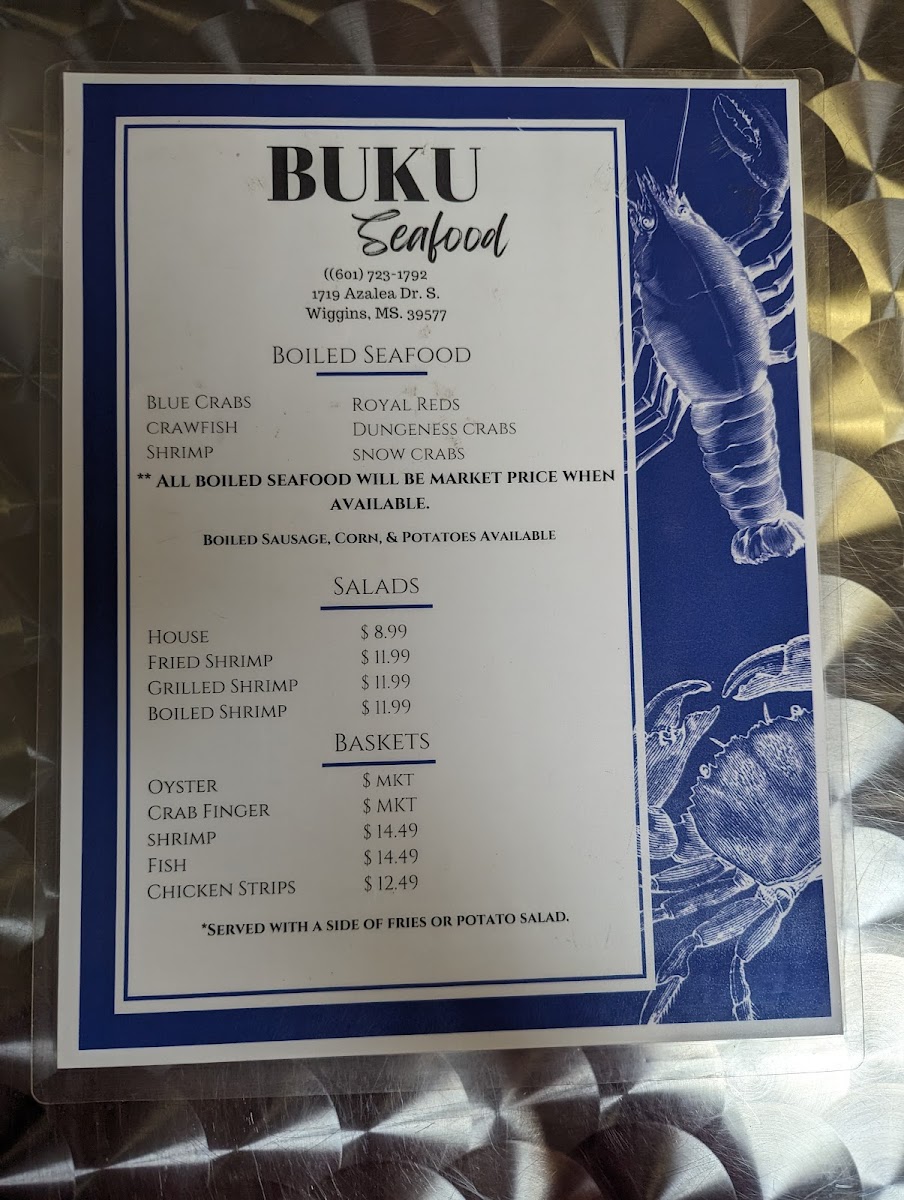 BUKU
Seafood
((601) 723-1792
1719 Azalea Dr. S.
Wiggins, MS. 39577
BOILED SEAFOOD
BLUE CRABS ROYAL REDS
CRAWFISH DUNGENESS CRABS
SHRIMP SNOW CRABS
** ALL BOILED SEAFOOD WILL BE MARKET PRICE WHEN
AVAILABLE.
BOILED SAUSAGE, CORN, & POTATOES AVAILABLE
SALADS
HOUSE $ 8.99
FRIED SHRIMP $ 11.99
GRILLED SHRIMP $ 11.99
BOILED SHRIMP $ 11.99
BASKETS
OYSTER $ MKT
CRAB FINGER $ MKT
SHRIMP $ 14.49
FISH $ 14.49
CHICKEN STRIPS $ 12.49
*SERVED WITH A SIDE OF FRIES OR POTATO SALAD.